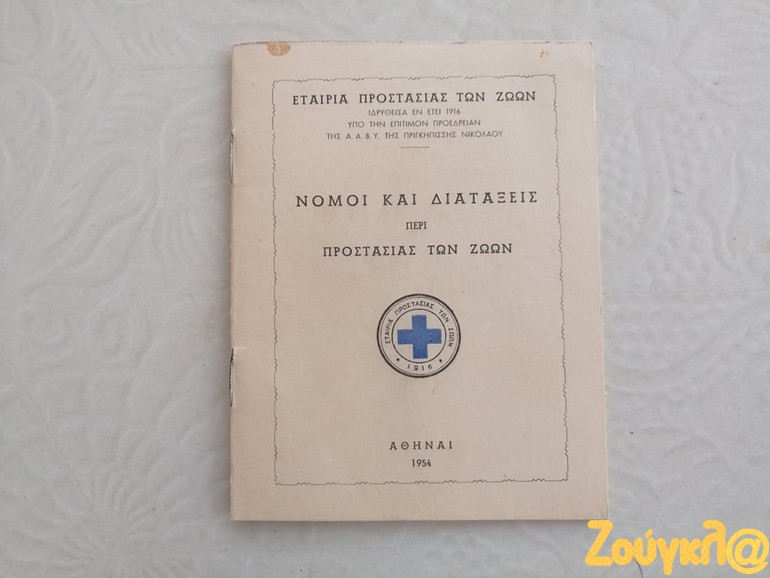 ΕΤΑΙΡΙΑ ΠΡΟΣΤΑΣΙΑΣ ΤΩΝ ΖΩΩΝ
ΙΔΡΥΘΕΙΣΑ ΕΝ ΕΤΕΙ 1916
ΥΠΟ ΤΗΝ ΕΠΙΤΙΜΟΝ ΠΡΟΕΔΡΕΙΑΝ
ΤΗΣ Α. Α. Β. Υ. ΤΗΣ ΠΡΙΓΚΗΠΙΣΣΗΣ ΝΙΚΟΛΑΟΥ
ΝΟΜΟΙ ΚΑΙ ΔΙΑΤΑΞΕΙΣ
ΠΕΡΙ
ΠΡΟΣΤΑΣΙΑΣ ΤΩΝ ΖΩΩΝ
ΕΤΑΙΡΙΑ ΠΡΟΣΤΑΣΙΑΣ ΤΩΝ ΖΩΩΝ
* 1916 *
ΑΘΗΝΑΙ
1954
Ζούγκλ@